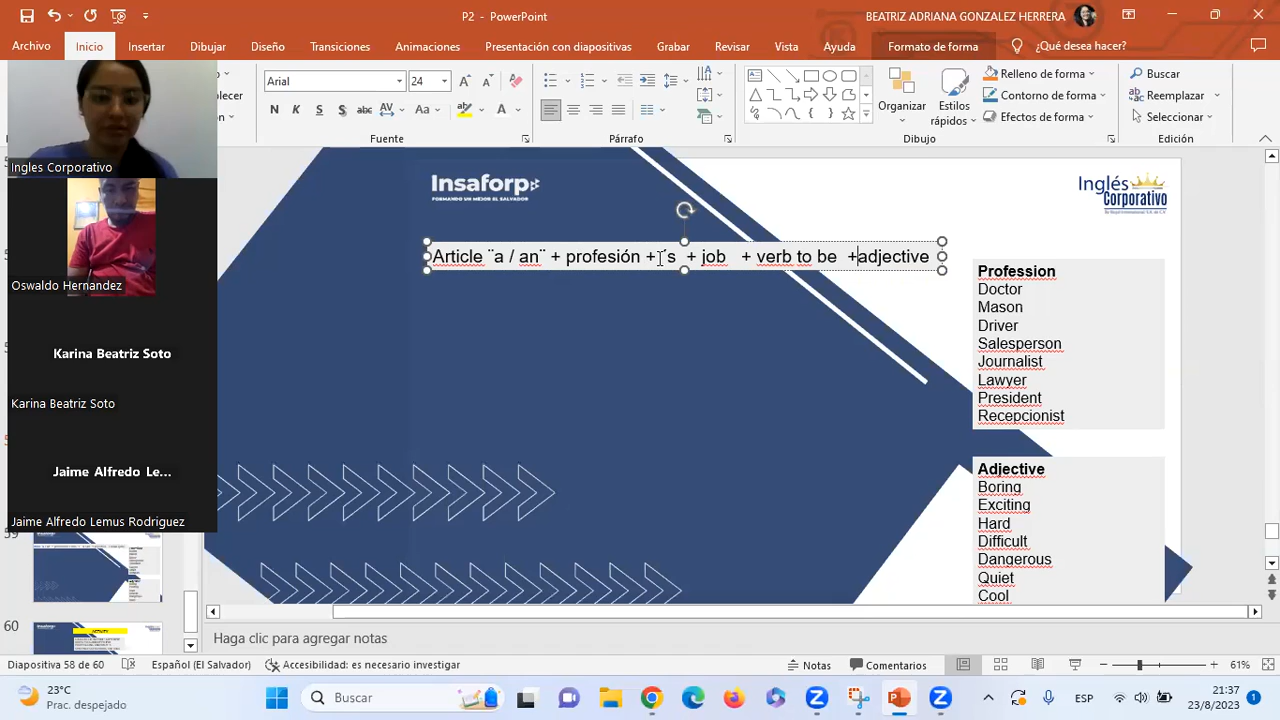 P2 - PowerPoint
BEATRIZ ADRIANA GONZALEZ HERRERA
Archivo Inicio Insertar Dibujar Diseño Transiciones Animaciones Presentación con diapositivas Grabar Revisar Vista Ayuda Formato de forma ¿Qué desea hacer?
Arial 24
Relleno de forma
Contorno de forma
Efectos de forma
Organizar
Estilos
rápidos
Buscar
Reemplazar
Seleccionar
Fuente Párrafo Dibujo Edición
Ingles Corporativo
Oswaldo Hernandez
Karina Beatriz Soto
Karina Beatriz Soto
Jaime Alfredo Le...
Jaime Alfredo Lemus Rodriguez
Insaforp
FORMANDO UN MEJOR EL SALVADOR
Inglés
Corporativo
Article ¨a / an¨ + profesión +´s + job + verb to be +adjective
Profession
Doctor
Mason
Driver
Salesperson
Journalist
Lawyer
President
Recepcionist
Adjective
Boring
Exciting
Hard
Difficult
Dangerous
Quiet
Cool
60
Haga clic para agregar notas
Diapositiva 58 de 60 Español (El Salvador) Accesibilidad: es necesario investigar Notas Comentarios 61%
23°C
Prac. despejado
Buscar
ESP
21:37
23/8/2023
1